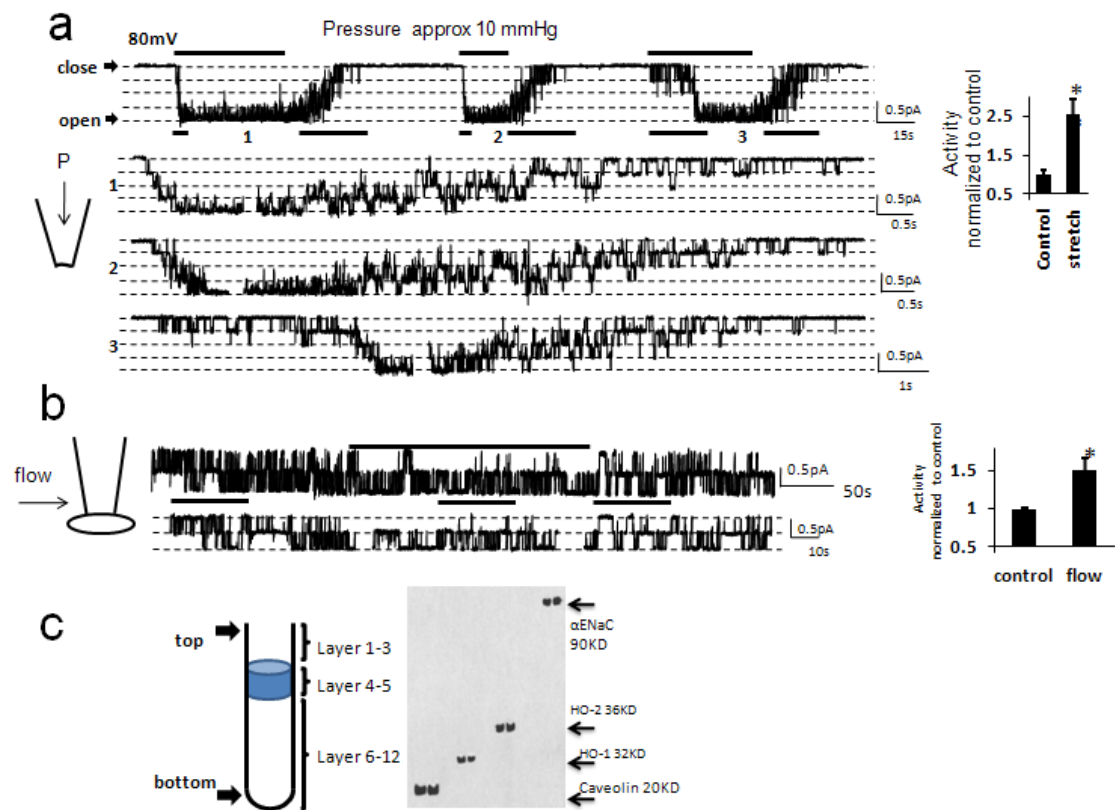 a
80mV
Pressure approx 10 mmHg
close
open
1
2
3
0.5pA
15s
P
1
0.5pA
0.5s
2
0.5pA
0.5s
3
0.5pA
1s
Activity
normalized to control
2.5
1.5
0.5
*
Control
stretch
b
flow
0.5pA
50s
0.5pA
10s
Activity
normalized to control
1.5
1
0.5
*
control
flow
c
top
Layer 1-3
Layer 4-5
Layer 6-12
bottom
αENaC
90KD
HO-2 36KD
HO-1 32KD
Caveolin 20KD